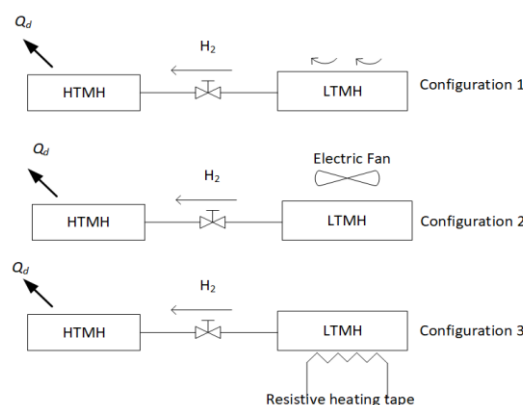 Qd
H2
HTMH
LTMH
Configuration 1
Qd
H2
Electric Fan
HTMH
LTMH
Configuration 2
Qd
H2
HTMH
LTMH
Configuration 3
Resistive heating tape